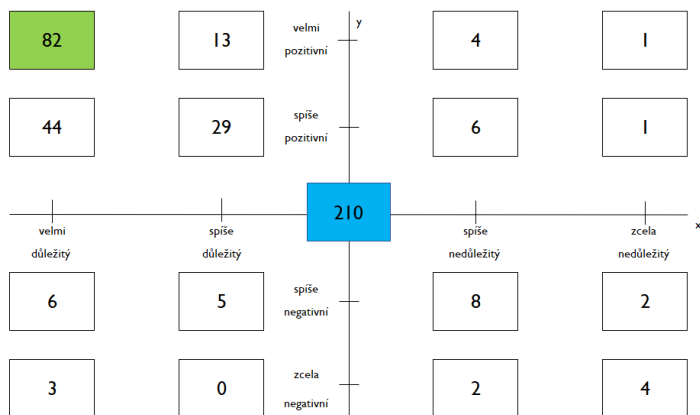 82 13 velmi y 4 1
pozitivní
44 29 spíše 6 1
pozitivní
210
velmi spíše spíše zcela x
důležitý důležitý nedůležitý nedůležitý
6 5 spíše 8 2
negativní
3 0 zcela 2 4
negativní